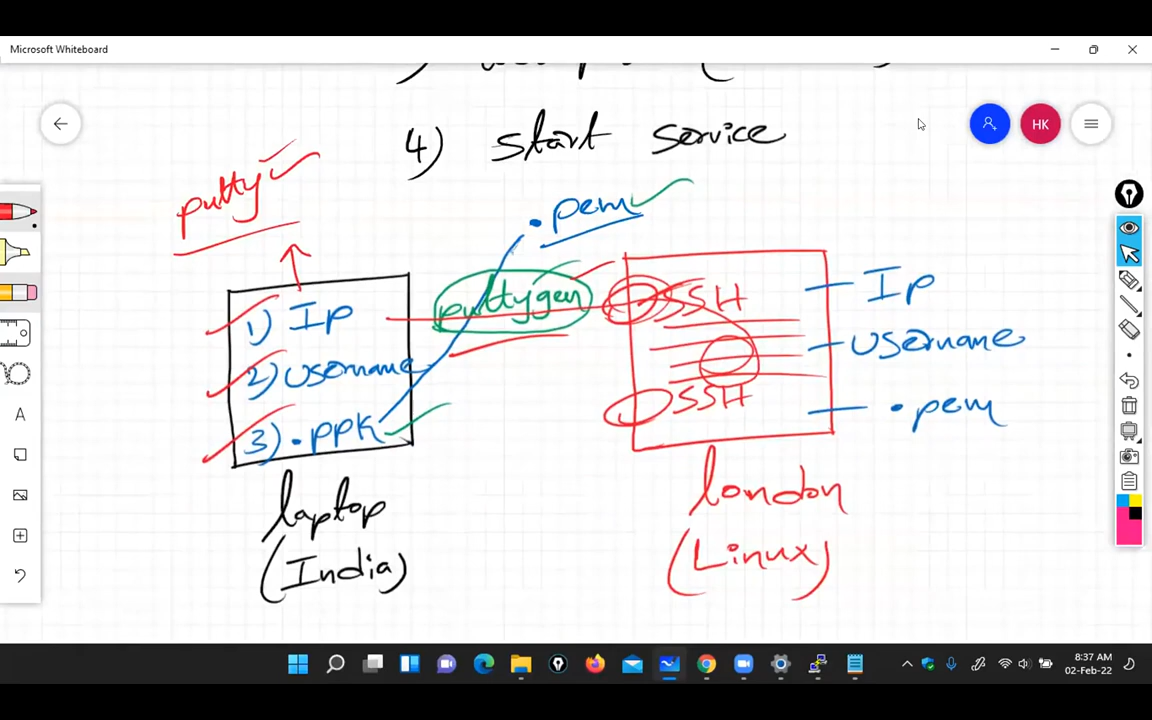 Microsoft Whiteboard
4) start service
HK
putty
.pem
1) Ip
2) username
3) .ppk
puttygen
SSH
SSH
Ip
username
.pem
laptop
(India)
london
(Linux)
A
8:37 AM
02-Feb-22